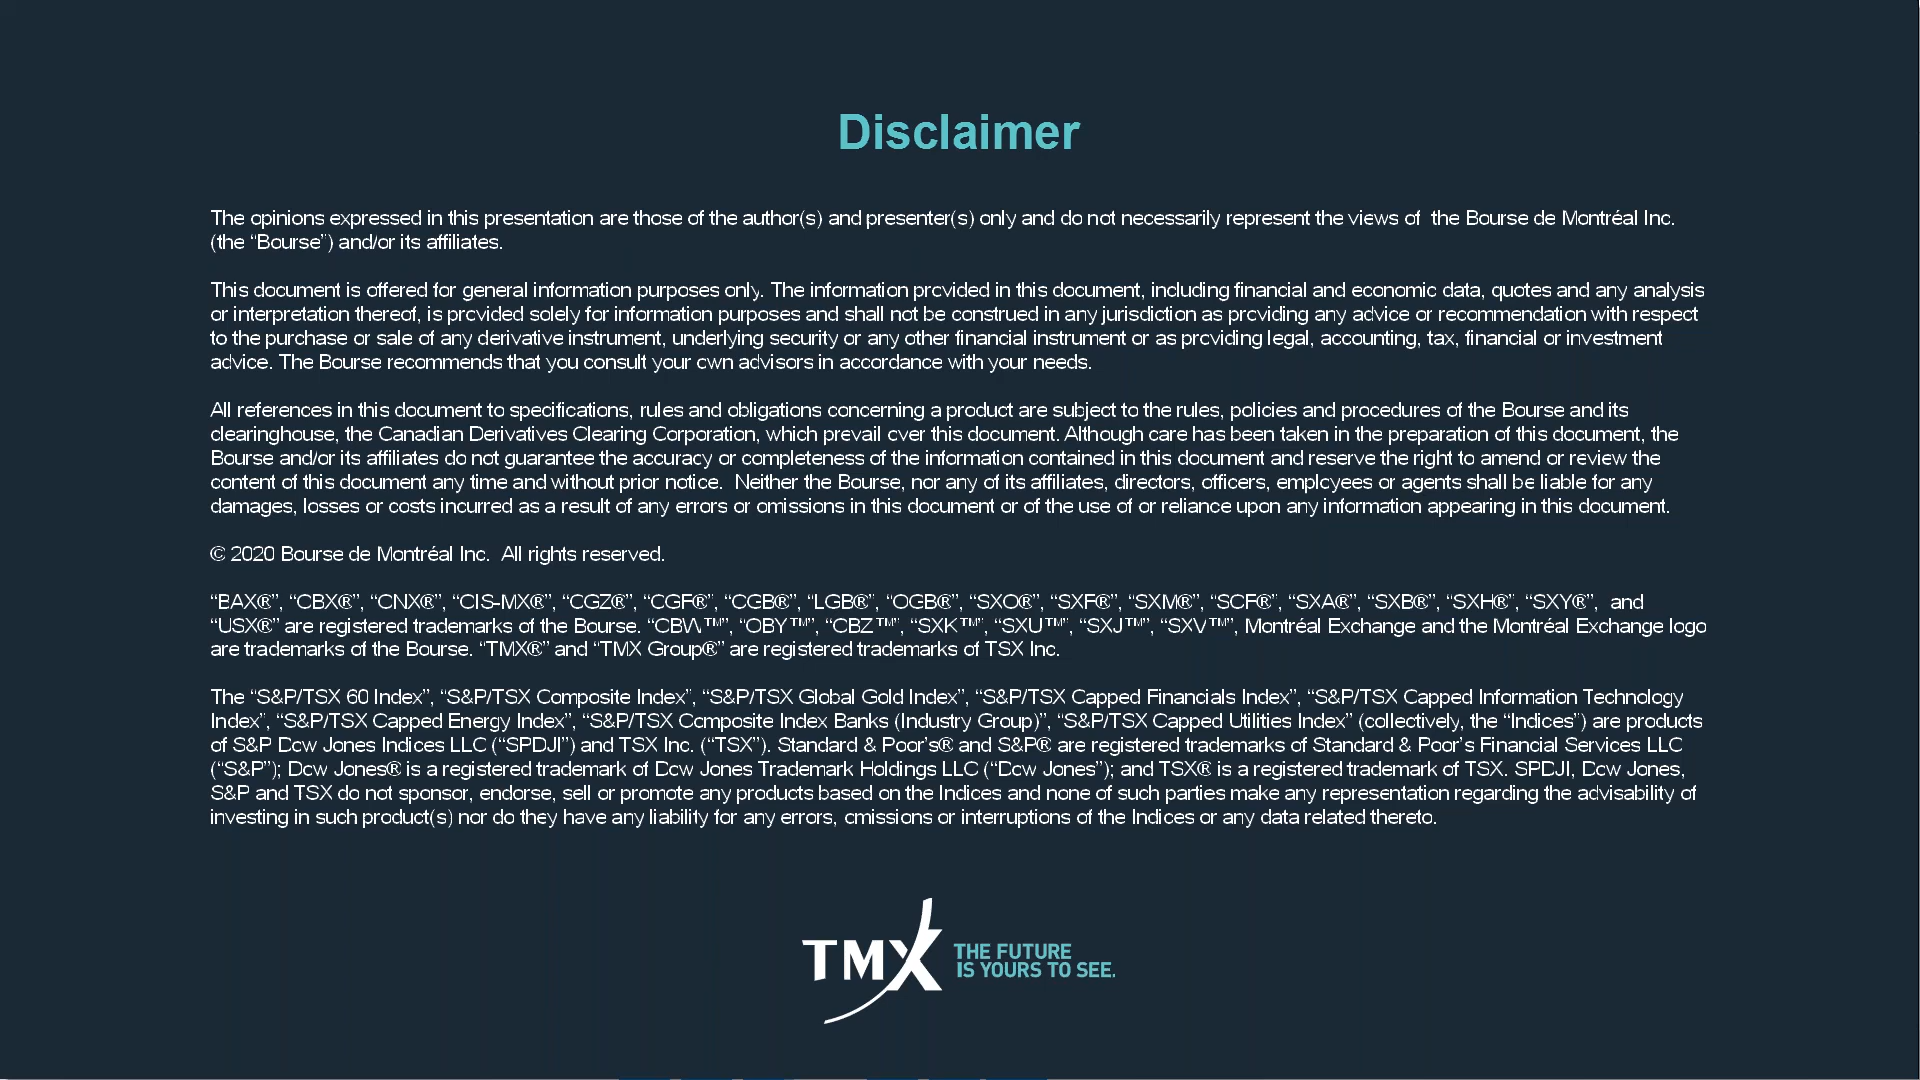 Disclaimer
The opinions expressed in this presentation are those of the author(s) and presenter(s) only and do not necessarily represent the views of the Bourse de Montréal Inc.
(the “Bourse”) and/or its affiliates.
This document is offered for general information purposes only. The information provided in this document, including financial and economic data, quotes and any analysis
or interpretation thereof, is provided solely for information purposes and shall not be construed in any jurisdiction as providing any advice or recommendation with respect
to the purchase or sale of any derivative instrument, underlying security or any other financial instrument or as providing legal, accounting, tax, financial or investment
advice. The Bourse recommends that you consult your own advisors in accordance with your needs.
All references in this document to specifications, rules and obligations concerning a product are subject to the rules, policies and procedures of the Bourse and its
clearinghouse, the Canadian Derivatives Clearing Corporation, which prevail over this document. Although care has been taken in the preparation of this document, the
Bourse and/or its affiliates do not guarantee the accuracy or completeness of the information contained in this document and reserve the right to amend or review the
content of this document any time and without prior notice. Neither the Bourse, nor any of its affiliates, directors, officers, employees or agents shall be liable for any
damages, losses or costs incurred as a result of any errors or omissions in this document or of the use of or reliance upon any information appearing in this document.
© 2020 Bourse de Montréal Inc. All rights reserved.
“BAX®”, “OBX®”, “ONX®”, “OIS-MX®”, “CGZ®”, “CGF®”, “CGB®”, “LGB®”, “OGB®”, “SXO®”, “SXF®”, “SXM®”, “SCF®”, “SXA®”, “SXB®”, “SXH®”, “SXY®”, and
“USX®” are registered trademarks of the Bourse. “OBW™”, “OBY™”, “OBZ™”, “SXK™”, “SXU™”, “SXJ™”, “SXV™”, Montréal Exchange and the Montréal Exchange logo
are trademarks of the Bourse. “TMX®” and “TMX Group®” are registered trademarks of TSX Inc.
The “S&P/TSX 60 Index”, “S&P/TSX Composite Index”, “S&P/TSX Global Gold Index”, “S&P/TSX Capped Financials Index”, “S&P/TSX Capped Information Technology
Index”, “S&P/TSX Capped Energy Index”, “S&P/TSX Composite Index Banks (Industry Group)”, “S&P/TSX Capped Utilities Index” (collectively, the “Indices”) are products
of S&P Dow Jones Indices LLC (“SPDJI”) and TSX Inc. (“TSX”). Standard & Poor’s® and S&P® are registered trademarks of Standard & Poor’s Financial Services LLC
(“S&P”); Dow Jones® is a registered trademark of Dow Jones Trademark Holdings LLC (“Dow Jones”); and TSX® is a registered trademark of TSX. SPDJI, Dow Jones,
S&P and TSX do not sponsor, endorse, sell or promote any products based on the Indices and none of such parties make any representation regarding the advisability of
investing in such product(s) nor do they have any liability for any errors, omissions or interruptions of the Indices or any data related thereto.
TMX THE FUTURE
IS YOURS TO SEE.